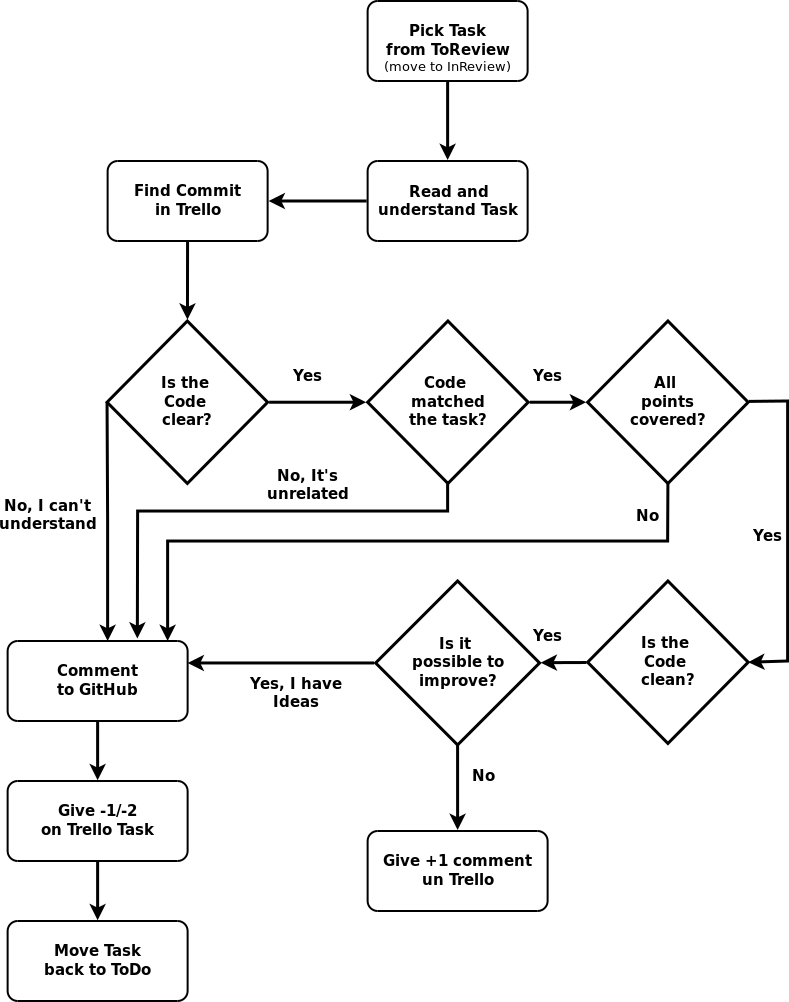 Pick Task
from ToReview
(move to InReview)
Find Commit
in Trello
Read and
understand Task
Is the
Code
clear?
Yes
Code
matched
the task?
Yes
All
points
covered?
No, It's
unrelated
No, I can't
understand
No
Yes
Comment
to GitHub
Yes, I have
Ideas
Is it
possible to
improve?
Yes
Is the
Code
clean?
No
Give -1/-2
on Trello Task
Give +1 comment
un Trello
Move Task
back to ToDo